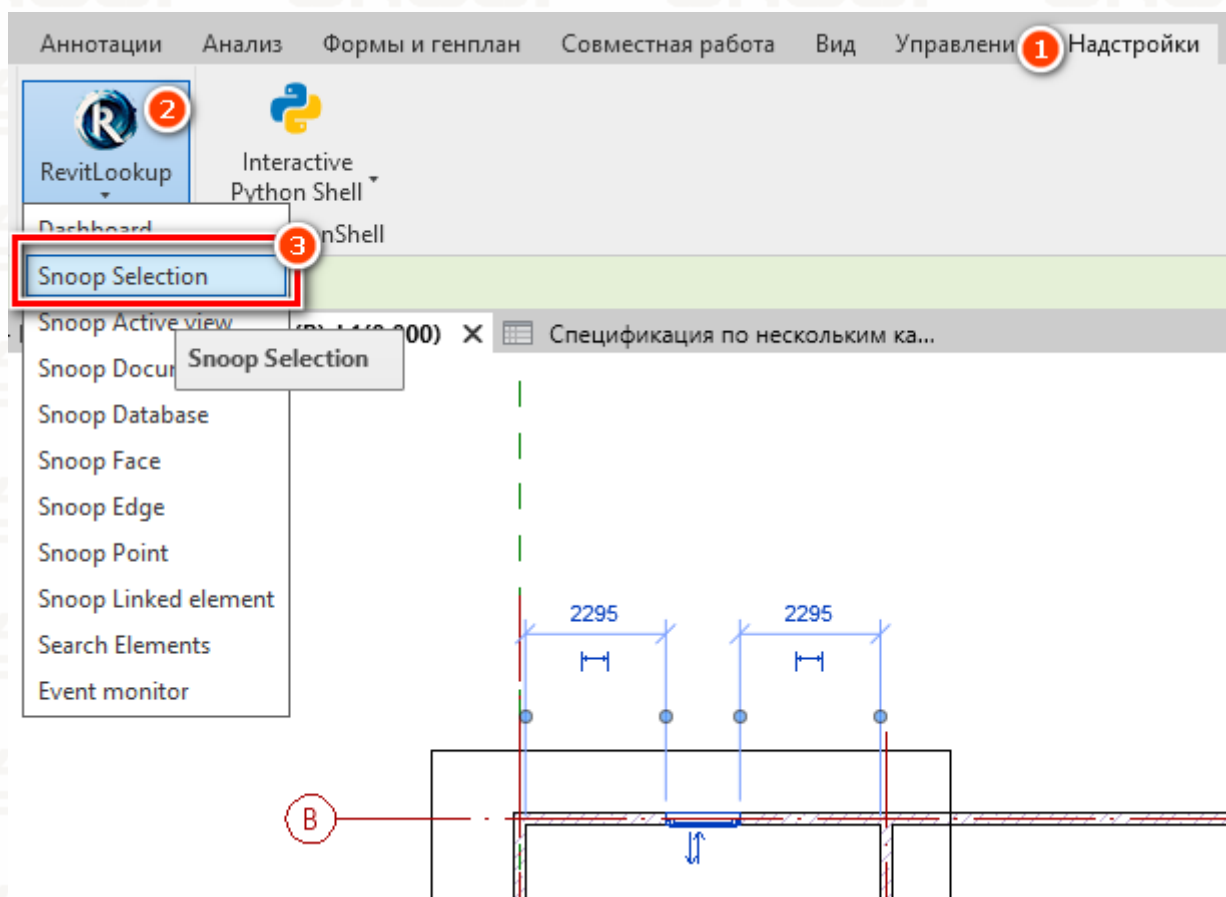 Аннотации Анализ Формы и генплан Совместная работа Вид Управлени 1 Надстройки
2
RevitLookup
Interactive
Python Shell
Dashboard
3
nShell
Snoop Selection
Snoop Active view
000)
Спецификация по нескольким ка...
Snoop Selection
Snoop Docu
Snoop Database
Snoop Face
Snoop Edge
Snoop Point
Snoop Linked element
Search Elements
Event monitor
2295 2295
В